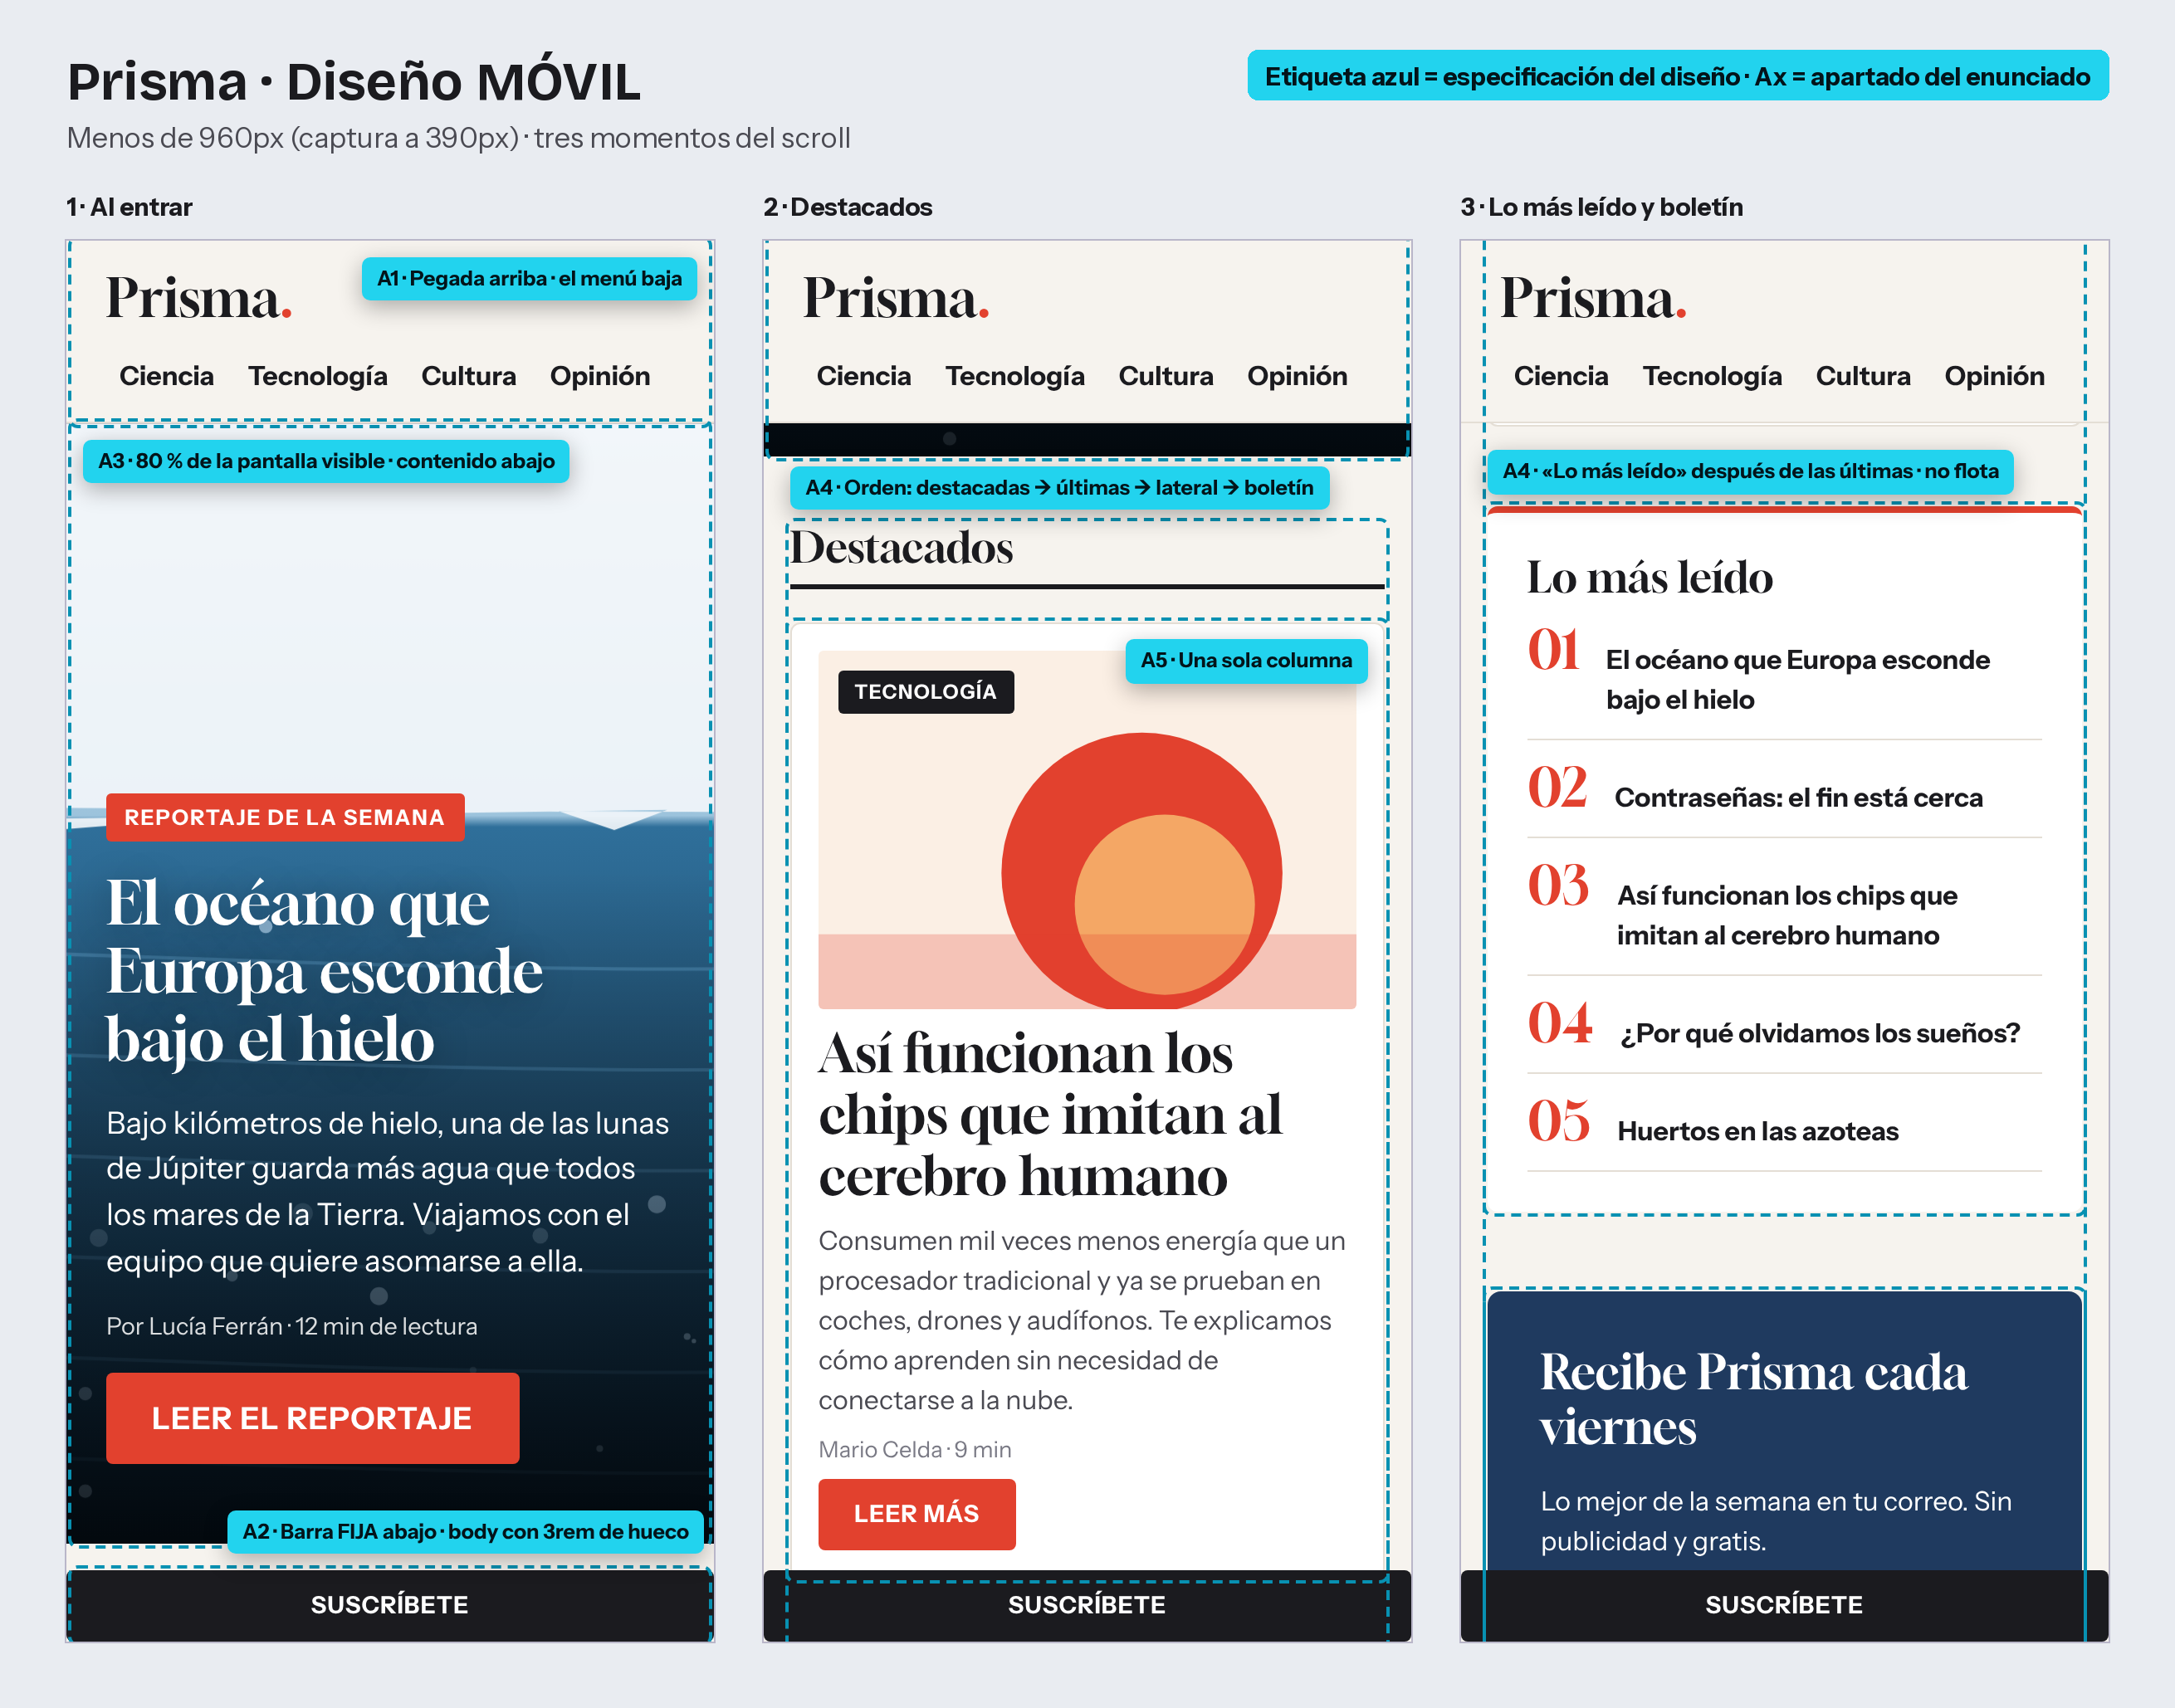 Prisma · Diseño MÓVIL
Etiqueta azul = especificación del diseño · Ax = apartado del enunciado
Menos de 960px (captura a 390px) · tres momentos del scroll
1 · Al entrar
Prisma.
A1 · Pegada arriba · el menú baja
Ciencia Tecnología Cultura Opinión
A3 · 80 % de la pantalla visible · contenido abajo
REPORTAJE DE LA SEMANA
El océano que
Europa esconde
bajo el hielo
Bajo kilómetros de hielo, una de las lunas
de Júpiter guarda más agua que todos
los mares de la Tierra. Viajamos con el
equipo que quiere asomarse a ella.
Por Lucía Ferrán · 12 min de lectura
LEER EL REPORTAJE
A2 · Barra FIJA abajo · body con 3rem de hueco
SUSCRÍBETE
2 · Destacados
Prisma.
Ciencia Tecnología Cultura Opinión
A4 · Orden: destacadas → últimas → lateral → boletín
Destacados
A5 · Una sola columna
TECNOLOGÍA
Así funcionan los
chips que imitan al
cerebro humano
Consumen mil veces menos energía que un
procesador tradicional y ya se prueban en
coches, drones y audífonos. Te explicamos
cómo aprenden sin necesidad de
conectarse a la nube.
Mario Celda · 9 min
LEER MÁS
SUSCRÍBETE
3 · Lo más leído y boletín
Prisma.
Ciencia Tecnología Cultura Opinión
A4 · «Lo más leído» después de las últimas · no flota
Lo más leído
01 El océano que Europa esconde
bajo el hielo
02 Contraseñas: el fin está cerca
03 Así funcionan los chips que
imitan al cerebro humano
04 ¿Por qué olvidamos los sueños?
05 Huertos en las azoteas
Recibe Prisma cada
viernes
Lo mejor de la semana en tu correo. Sin
publicidad y gratis.
SUSCRÍBETE